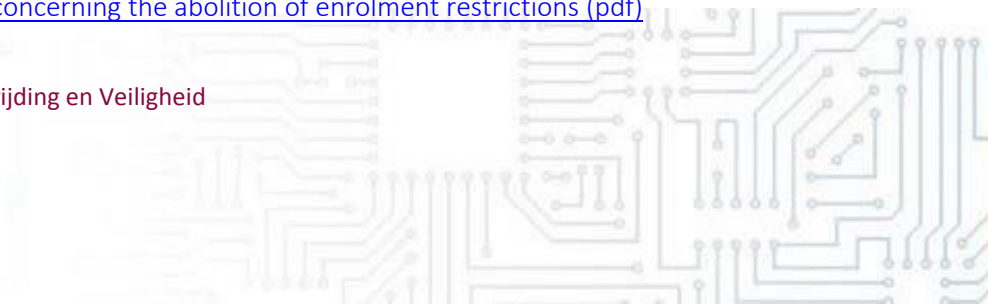 concerning the abolition of enrolment restrictions (pdf)
ijding en Veiligheid